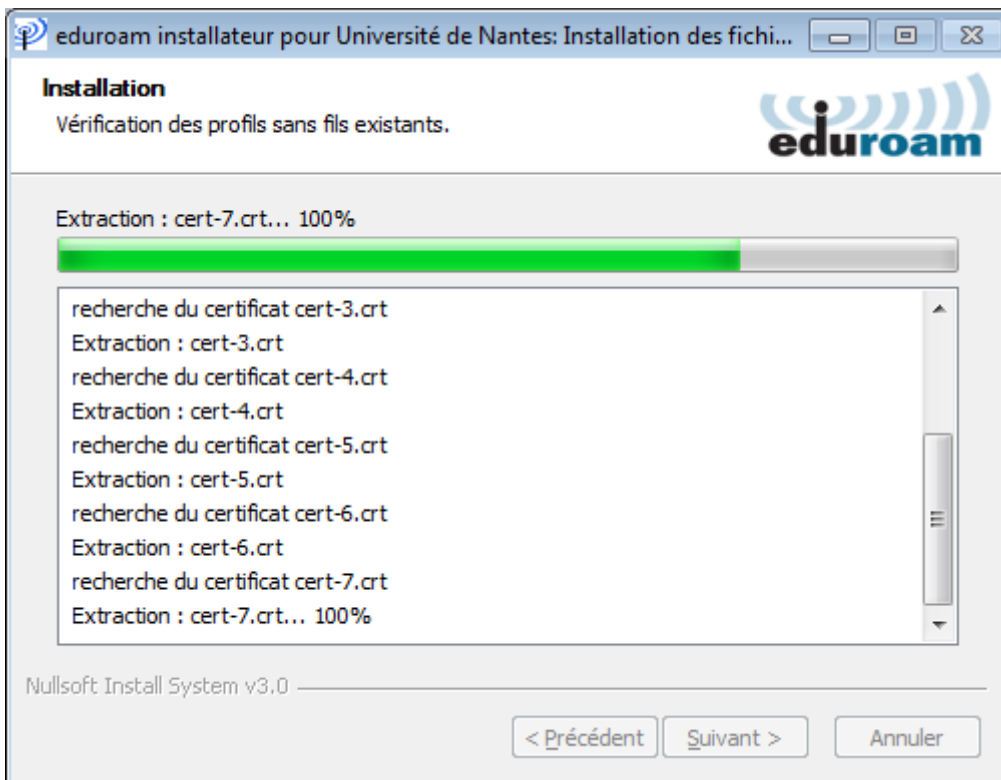 eduroam installateur pour Université de Nantes: Installation des fichi...
Installation
Vérification des profils sans fils existants.
eduroam
Extraction : cert-7.crt... 100%
recherche du certificat cert-3.crt
Extraction : cert-3.crt
recherche du certificat cert-4.crt
Extraction : cert-4.crt
recherche du certificat cert-5.crt
Extraction : cert-5.crt
recherche du certificat cert-6.crt
Extraction : cert-6.crt
recherche du certificat cert-7.crt
Extraction : cert-7.crt... 100%
Nullsoft Install System v3.0
< Précédent Suivant > Annuler